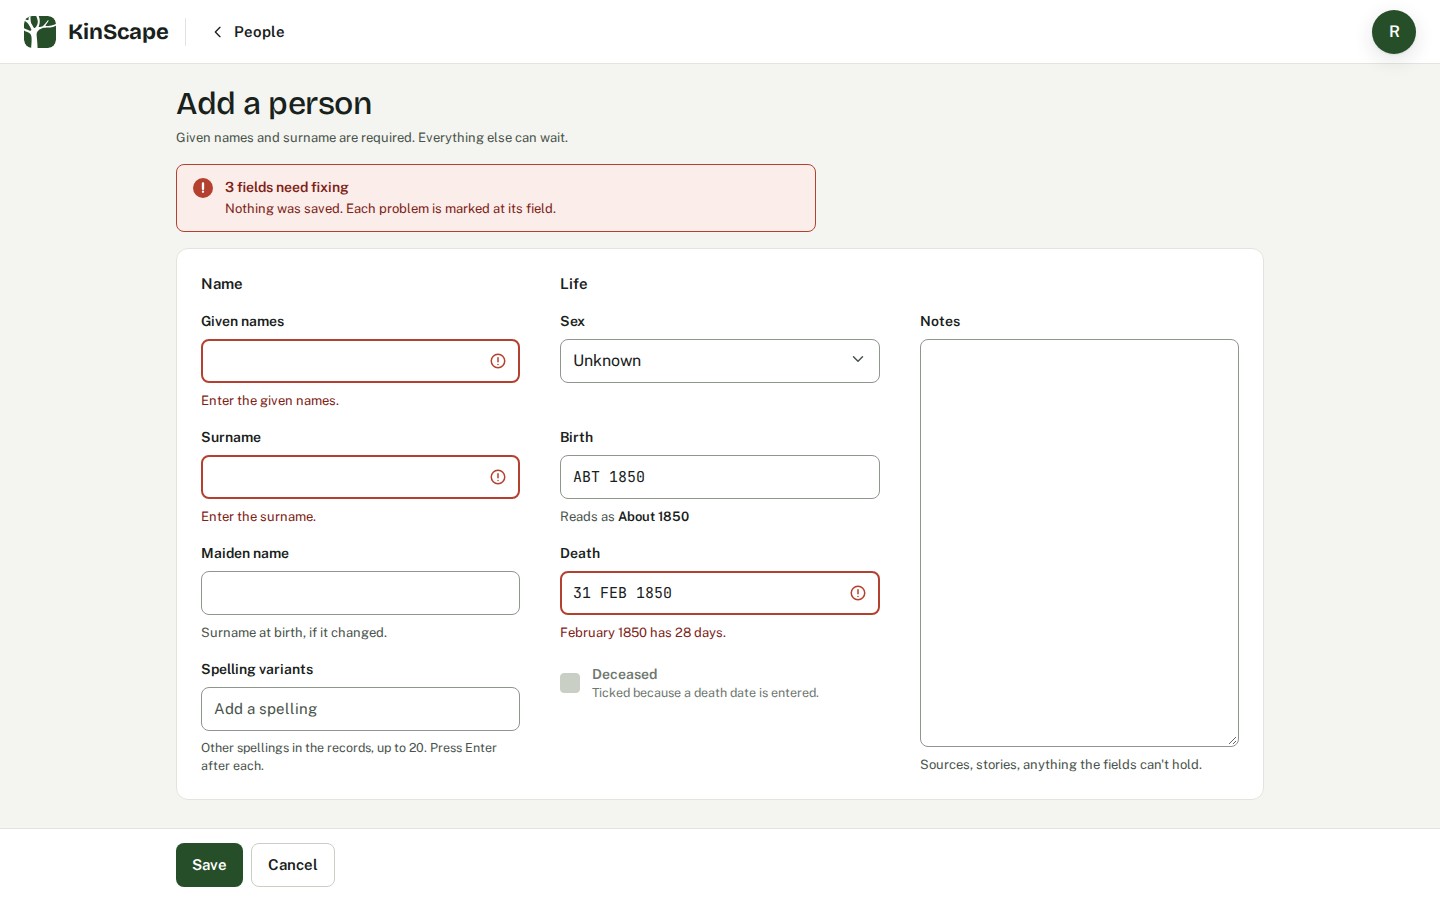 KinScape
People
R
Add a person
Given names and surname are required. Everything else can wait.
3 fields need fixing
Nothing was saved. Each problem is marked at its field.
Name
Given names
Enter the given names.
Surname
Enter the surname.
Maiden name
Surname at birth, if it changed.
Spelling variants
Add a spelling
Other spellings in the records, up to 20. Press Enter
after each.
Life
Sex
Unknown
Birth
ABT 1850
Reads as About 1850
Death
31 FEB 1850
February 1850 has 28 days.
Deceased
Ticked because a death date is entered.
Notes
Sources, stories, anything the fields can't hold.
Save
Cancel